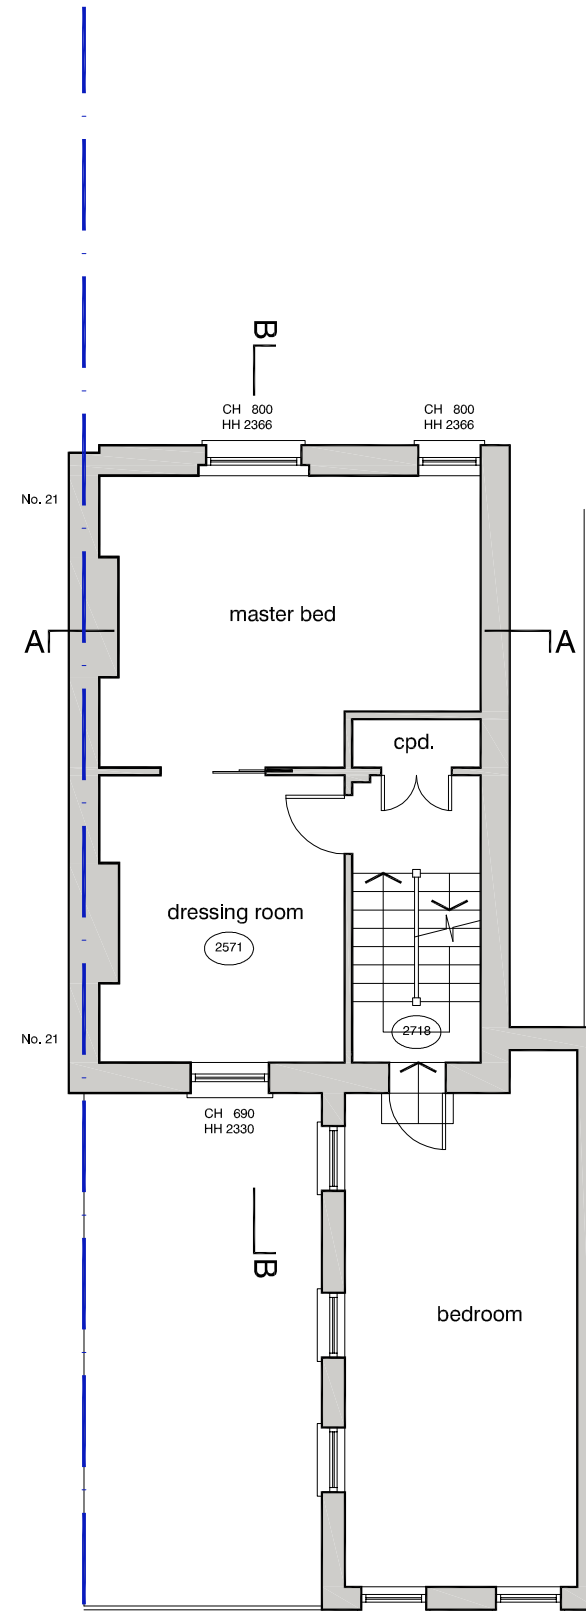 B
CH 800
HH 2366
CH 800
HH 2366
No. 21
master bed
A
A
cpd.
dressing room
2571
2718
No. 21
CH 690
HH 2330
B
bedroom